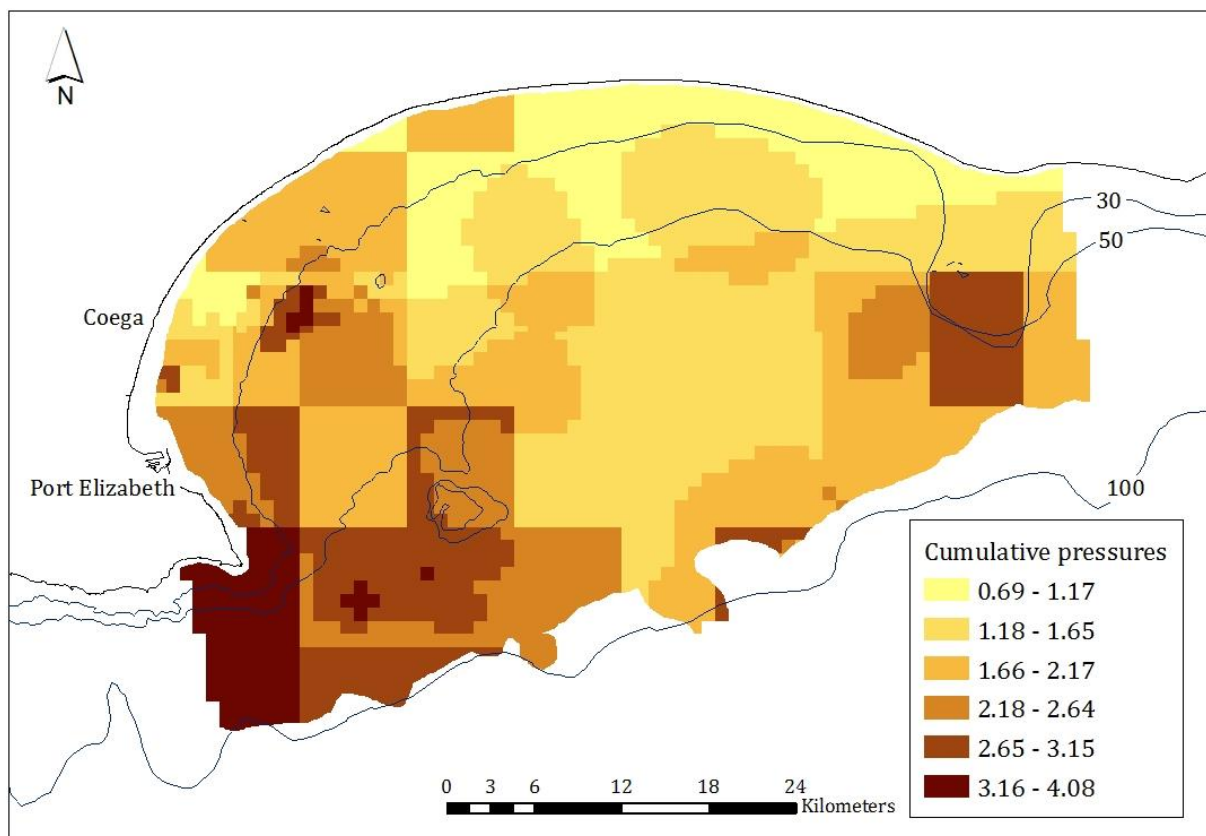 N
30
50
Coega
Port Elizabeth
100
Cumulative pressures
0.69 - 1.17
1.18 - 1.65
1.66 - 2.17
2.18 - 2.64
2.65 - 3.15
3.16 - 4.08
0 3 6 12 18 24
Kilometers